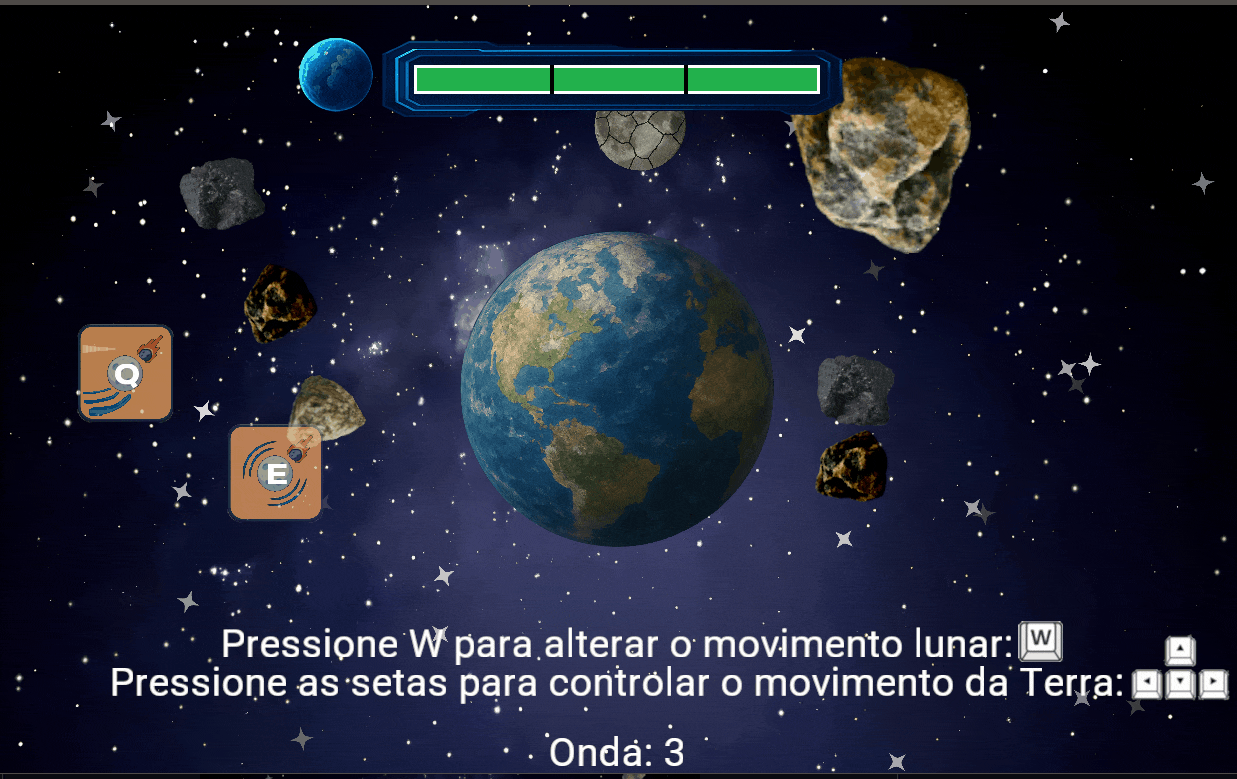 Q
E
Pressione W para alterar o movimento lunar: W
Pressione as setas para controlar o movimento da Terra:
Onda: 3